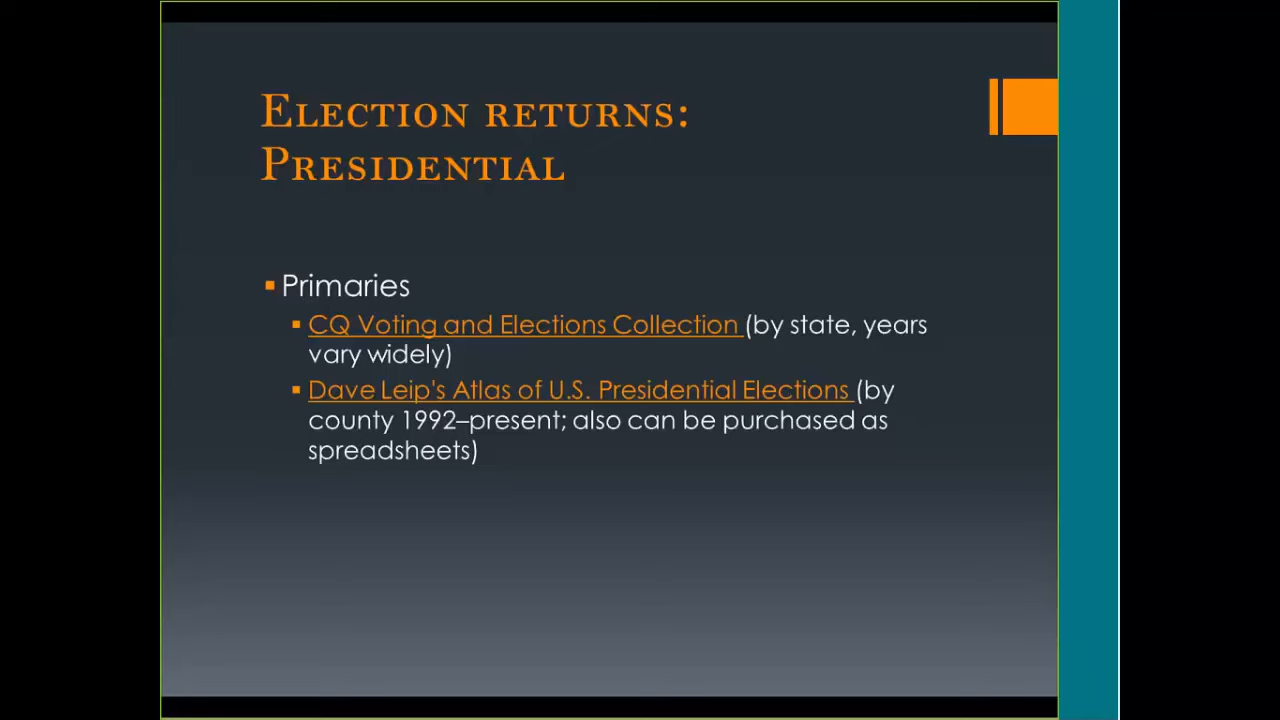 Election returns:
Presidential
Primaries
CQ Voting and Elections Collection (by state, years
vary widely)
Dave Leip's Atlas of U.S. Presidential Elections (by
county 1992–present; also can be purchased as
spreadsheets)